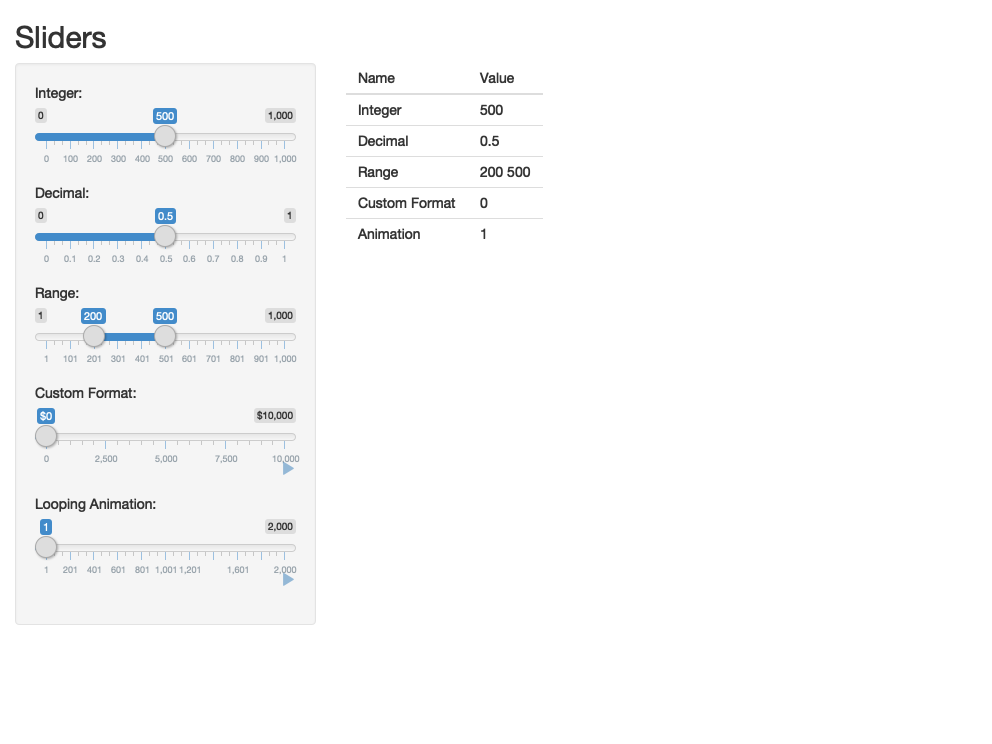 Sliders
Integer:
0 500 1,000
0 100 200 300 400 500 600 700 800 900 1,000
Decimal:
0 0.5 1
0 0.1 0.2 0.3 0.4 0.5 0.6 0.7 0.8 0.9 1
Range:
1 200 500 1,000
1 101 201 301 401 501 601 701 801 901 1,000
Custom Format:
$0 $10,000
0 2,500 5,000 7,500 10,000
Looping Animation:
1 2,000
1 201 401 601 801 1,001 1,201 1,601 2,000
Name Value
Integer 500
Decimal 0.5
Range 200 500
Custom Format 0
Animation 1